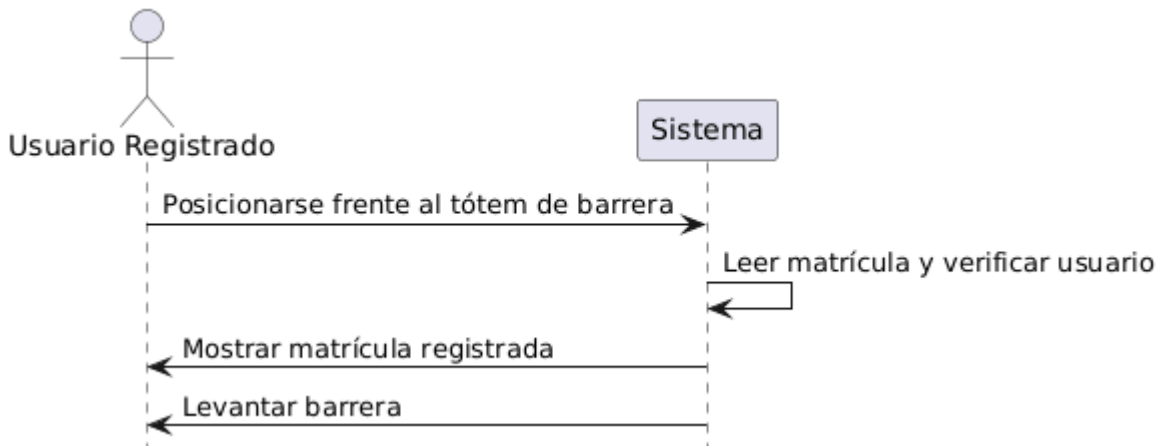 Usuario Registrado
Sistema
Posicionarse frente al tótem de barrera
Leer matrícula y verificar usuario
Mostrar matrícula registrada
Levantar barrera